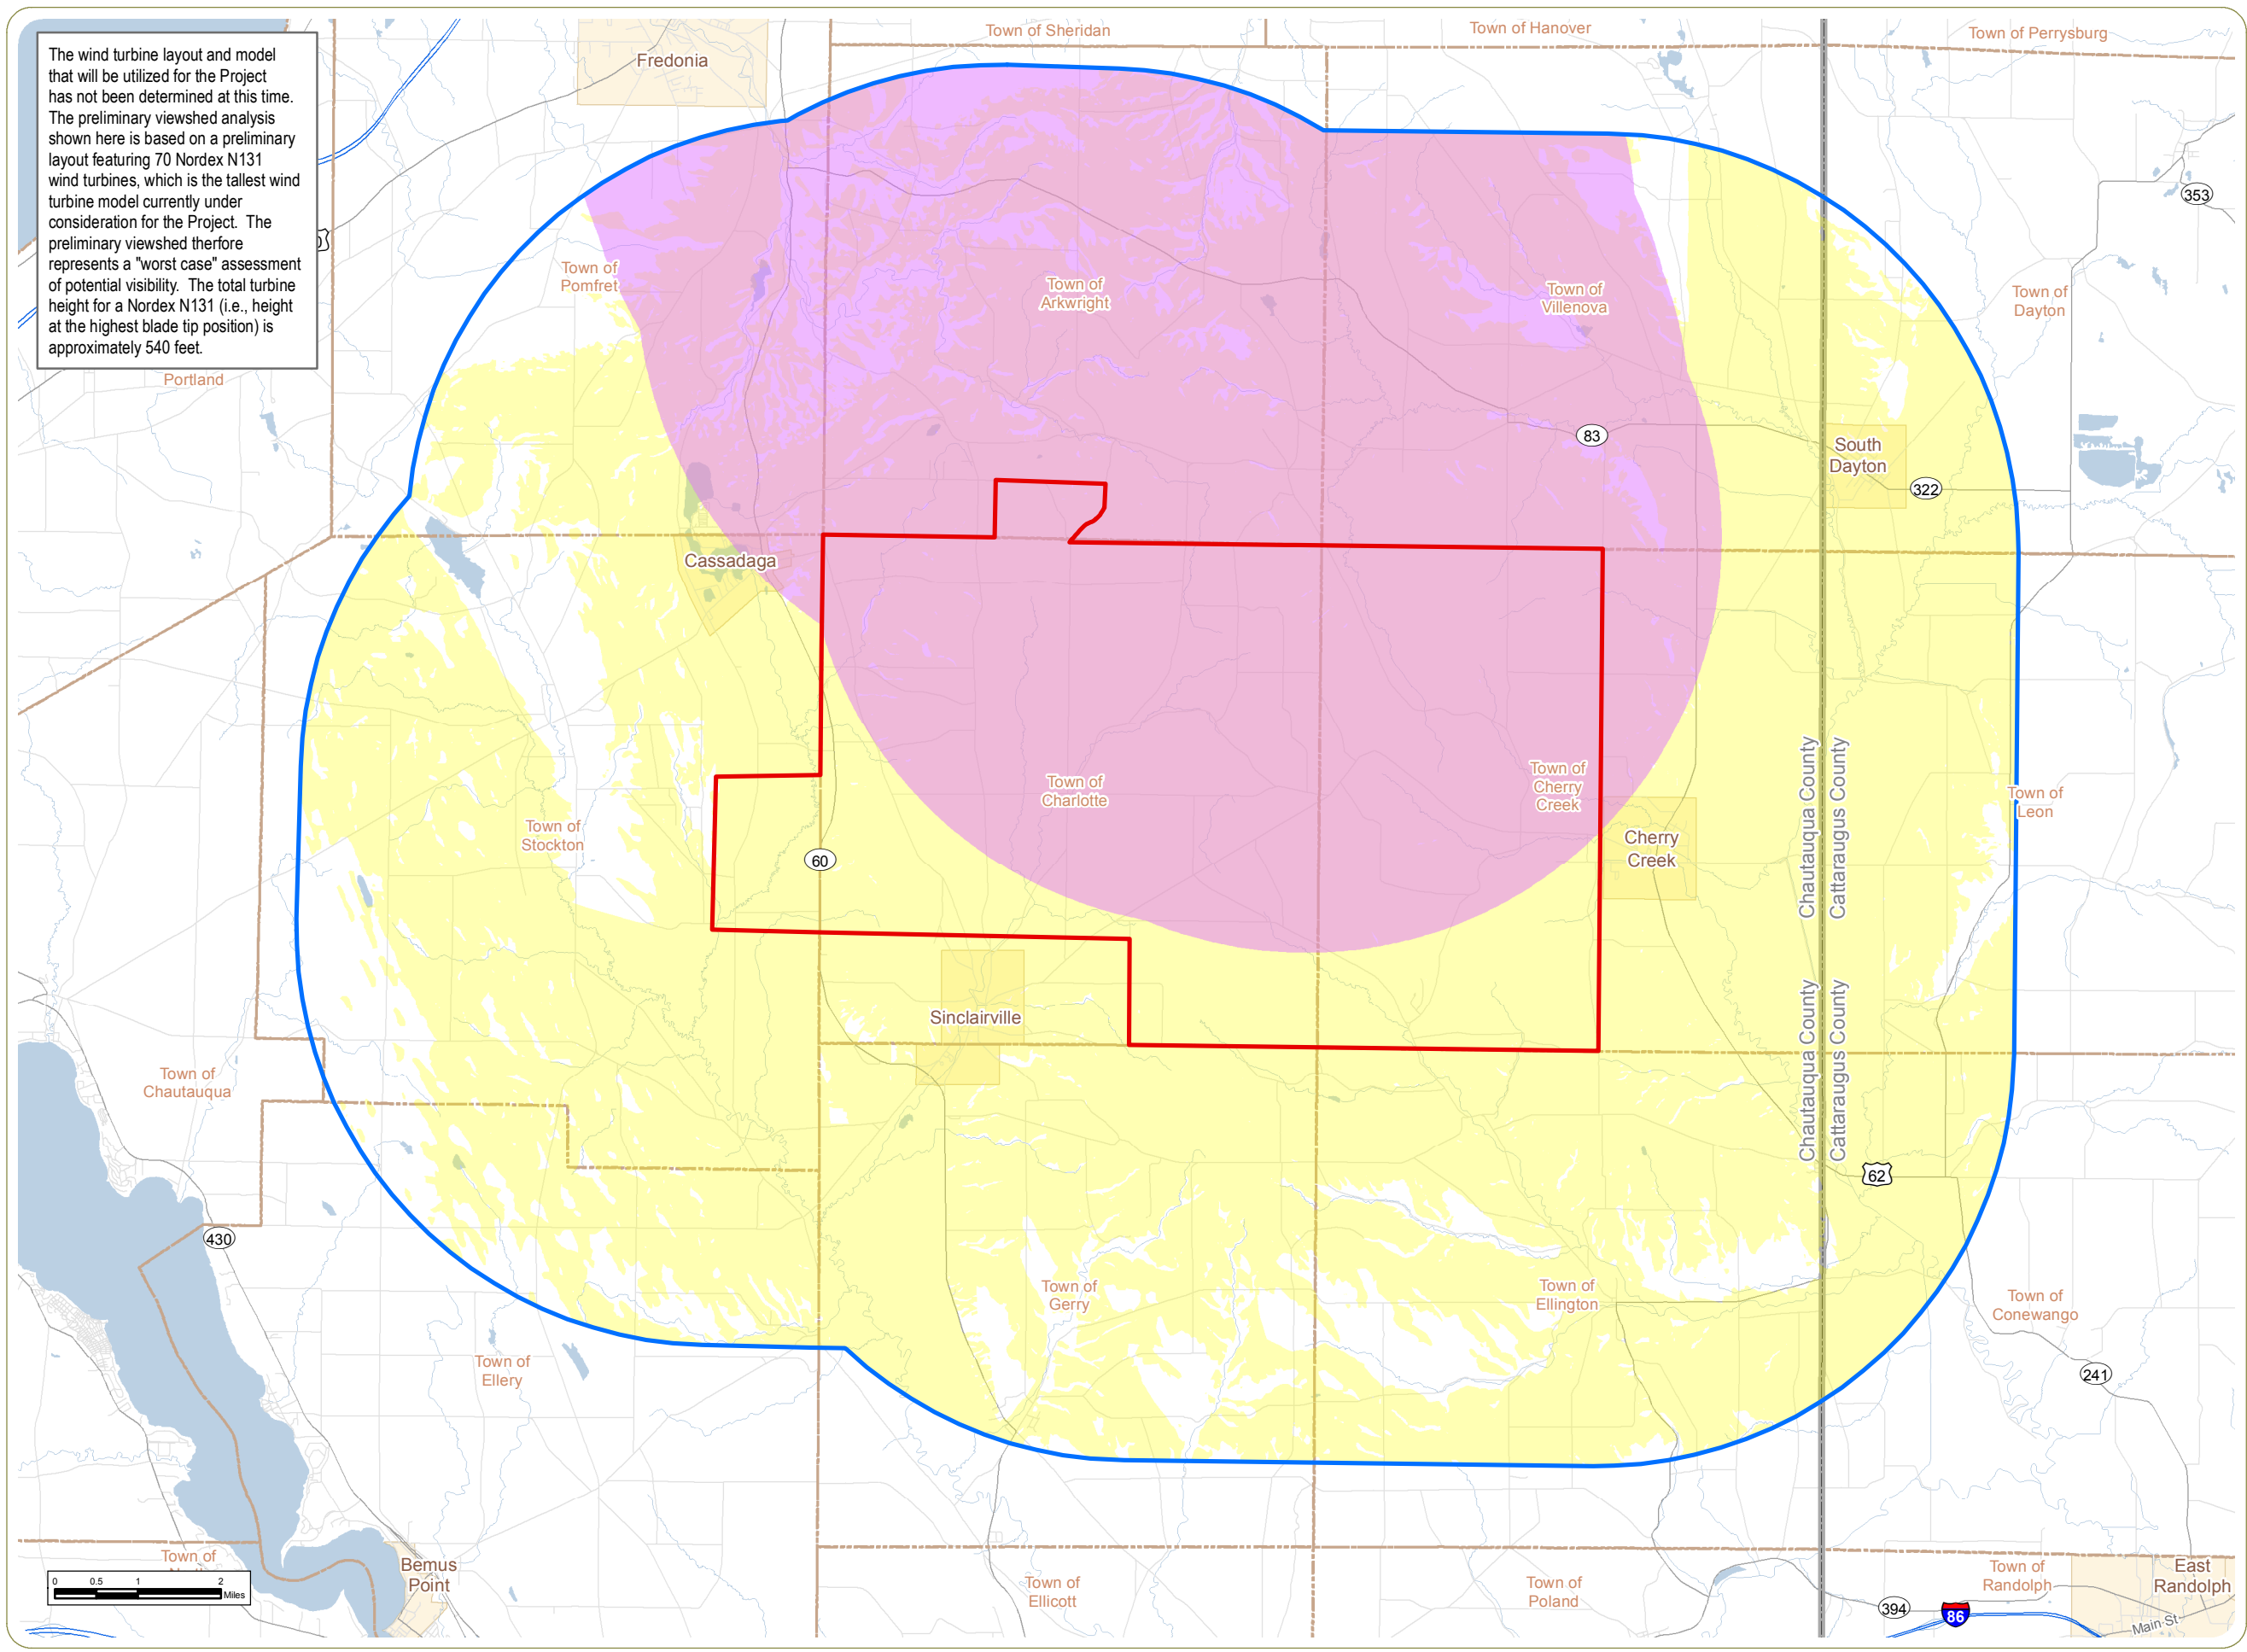 The wind turbine layout and model
that will be utilized for the Project
has not been determined at this time.
The preliminary viewshed analysis
shown here is based on a preliminary
layout featuring 70 Nordex N131
wind turbines, which is the tallest wind
turbine model currently under
consideration for the Project.  The
preliminary viewshed therfore
represents a "worst case" assessment
of potential visibility.  The total turbine
height for a Nordex N131 (i.e., height
at the highest blade tip position) is
approximately 540 feet.
Town of Sheridan
Town of Hanover
Town of Perrysburg
Fredonia
353
Town of
Pomfret
Town of
Arkwright
Town of
Villenova
Town of
Dayton
Portland
83
South
Dayton
322
Cassadaga
Town of
Charlotte
Town of
Cherry
Creek
Chautauqua County
Cattaraugus County
Town of
Leon
Town of
Stockton
60
Cherry
Creek
Sinclairville
Chautauqua County
Cattaraugus County
Town of
Chautauqua
62
430
Town of
Gerry
Town of
Ellington
Town of
Conewango
Town of
Ellery
241
Town of
Bemus
Point
0 0.5 1 2
Miles
Town of
Ellicott
Town of
Poland
Town of
Randolph
East
Randolph
394
86
Main St